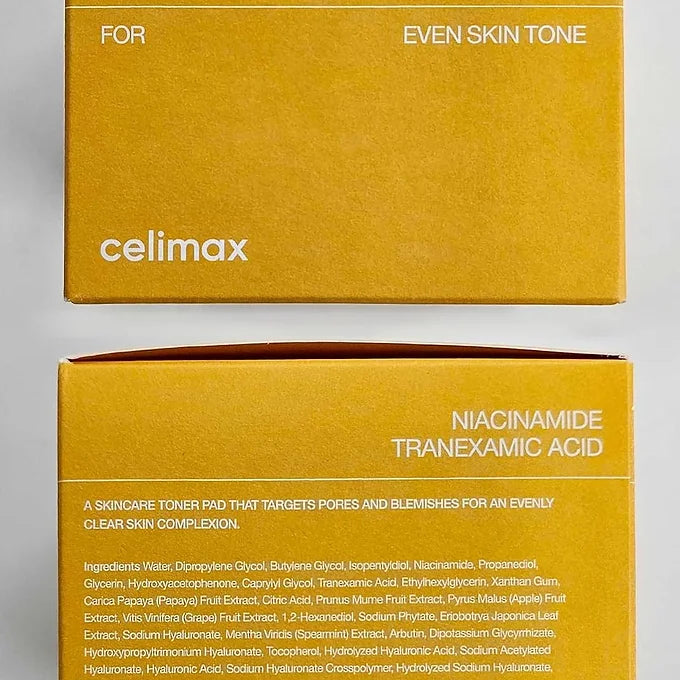 FOR EVEN SKIN TONE
celimax
NIACINAMIDE
TRANEXAMIC ACID
A SKINCARE TONER PAD THAT TARGETS PORES AND BLEMISHES FOR AN EVENLY
CLEAR SKIN COMPLEXION.
Ingredients Water, Dipropylene Glycol, Butylene Glycol, Isopentyldiol, Niacinamide, Propanediol,
Glycerin, Hydroxyacetophenone, Caprylyl Glycol, Tranexamic Acid, Ethylhexylglycerin, Xanthan Gum,
Carica Papaya (Papaya) Fruit Extract, Citric Acid, Prunus Mume Fruit Extract, Pyrus Malus (Apple) Fruit
Extract, Vitis Vinifera (Grape) Fruit Extract, 1,2-Hexanediol, Sodium Phytate, Eriobotrya Japonica Leaf
Extract, Sodium Hyaluronate, Mentha Viridis (Spearmint) Extract, Arbutin, Dipotassium Glycyrrhizate,
Hydroxypropyltrimonium Hyaluronate, Tocopherol, Hydrolyzed Hyaluronic Acid, Sodium Acetylated
Hyaluronate, Hyaluronic Acid, Sodium Hyaluronate Crosspolymer, Hydrolyzed Sodium Hyaluronate,